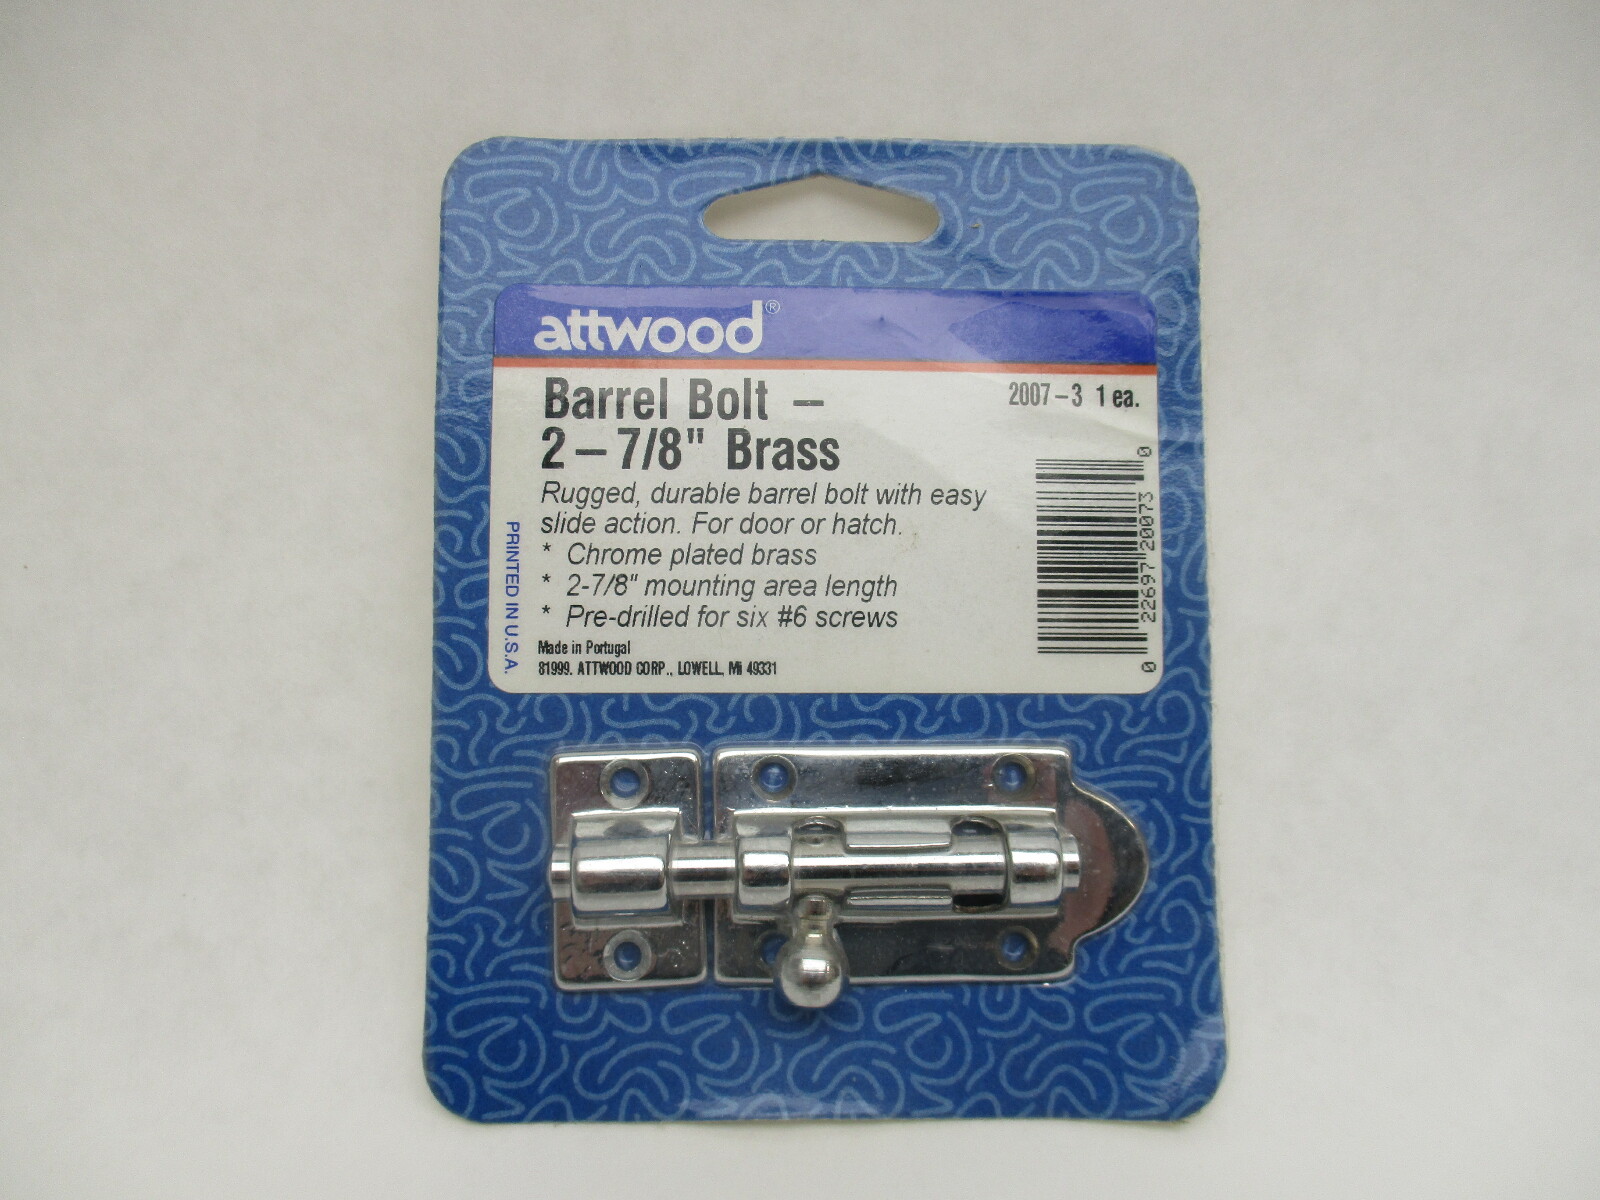 attwood®
Barrel Bolt –
2–7/8" Brass
2007–3 1 ea.
Rugged, durable barrel bolt with easy
slide action. For door or hatch.
* Chrome plated brass
* 2-7/8" mounting area length
* Pre-drilled for six #6 screws
Made in Portugal
81999. ATTWOOD CORP., LOWELL, MI 49331
PRINTED IN U.S.A.
0 22697 20073 0